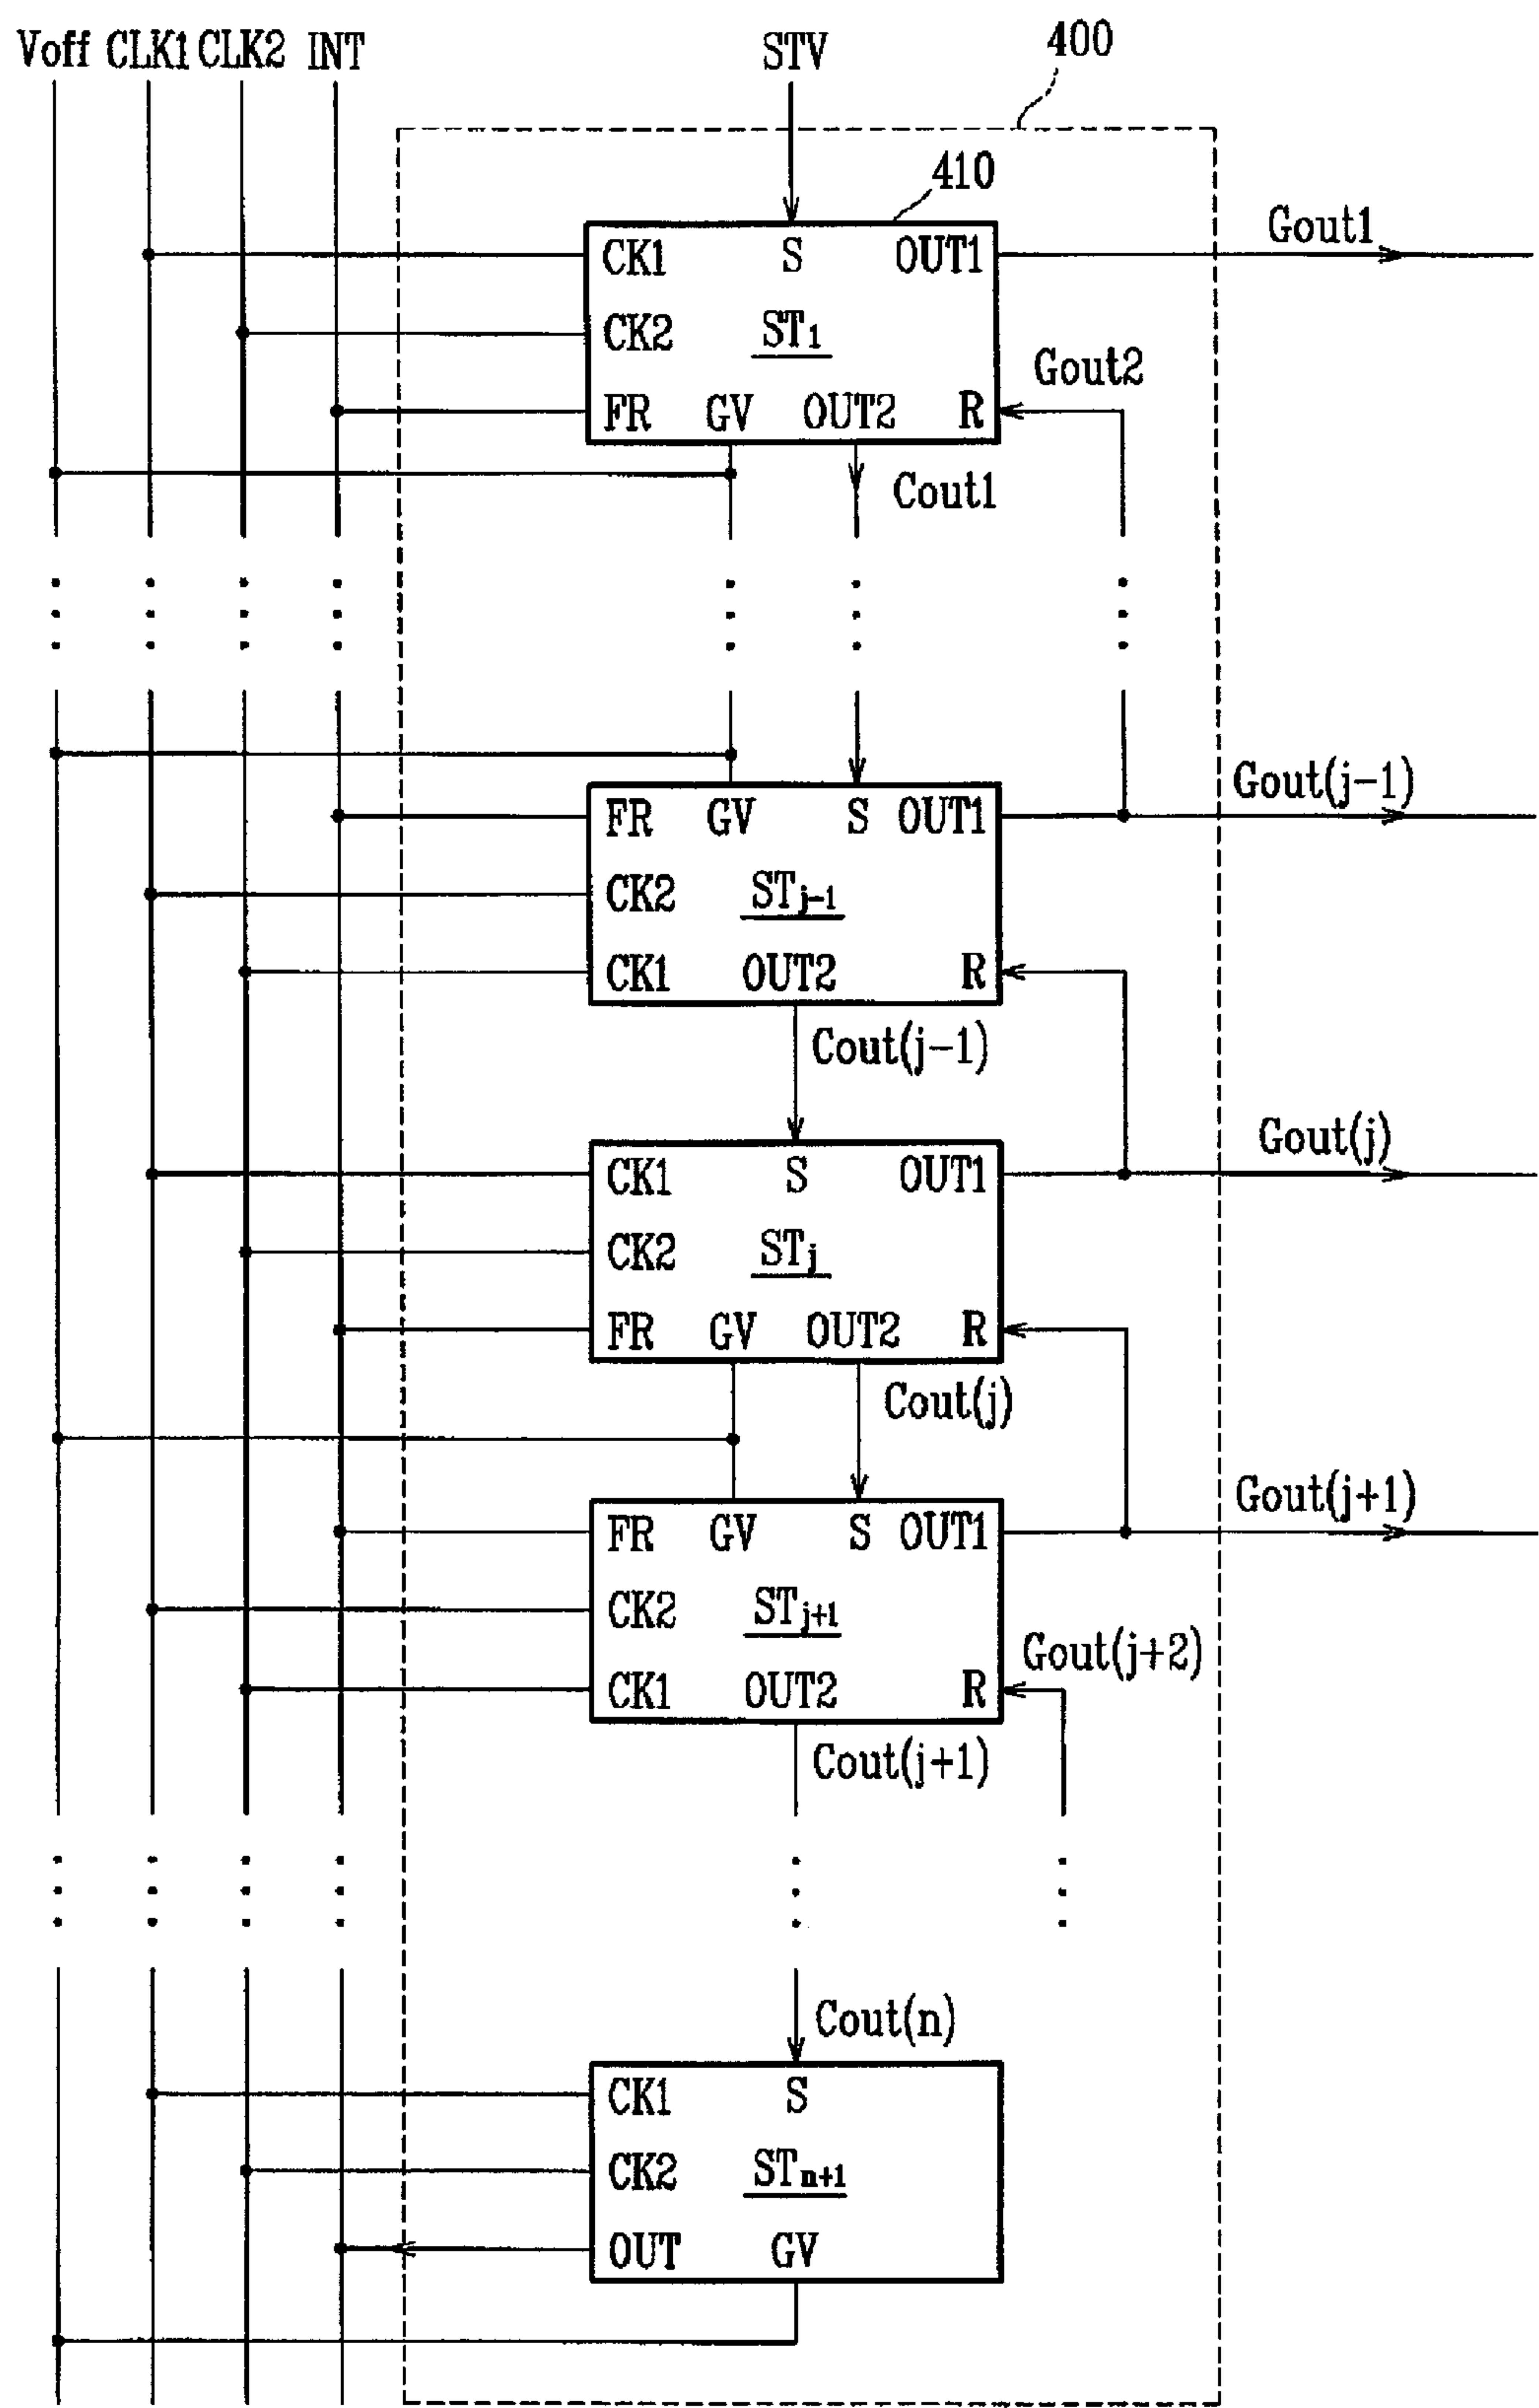 Voff CLK1 CLK2 INT STV 400
410
Gout1
CK1 S OUT1
CK2 ST1
Gout2
FR GV OUT2 R
Cout1
Gout(j-1)
FR GV S OUT1
CK2 STj-1
CK1 OUT2 R
Cout(j-1)
Gout(j)
CK1 S OUT1
CK2 STj
FR GV OUT2 R
Cout(j)
Gout(j+1)
FR GV S OUT1
CK2 STj+1
Gout(j+2)
CK1 OUT2 R
Cout(j+1)
Cout(n)
CK1 S
CK2 STn+1
OUT GV